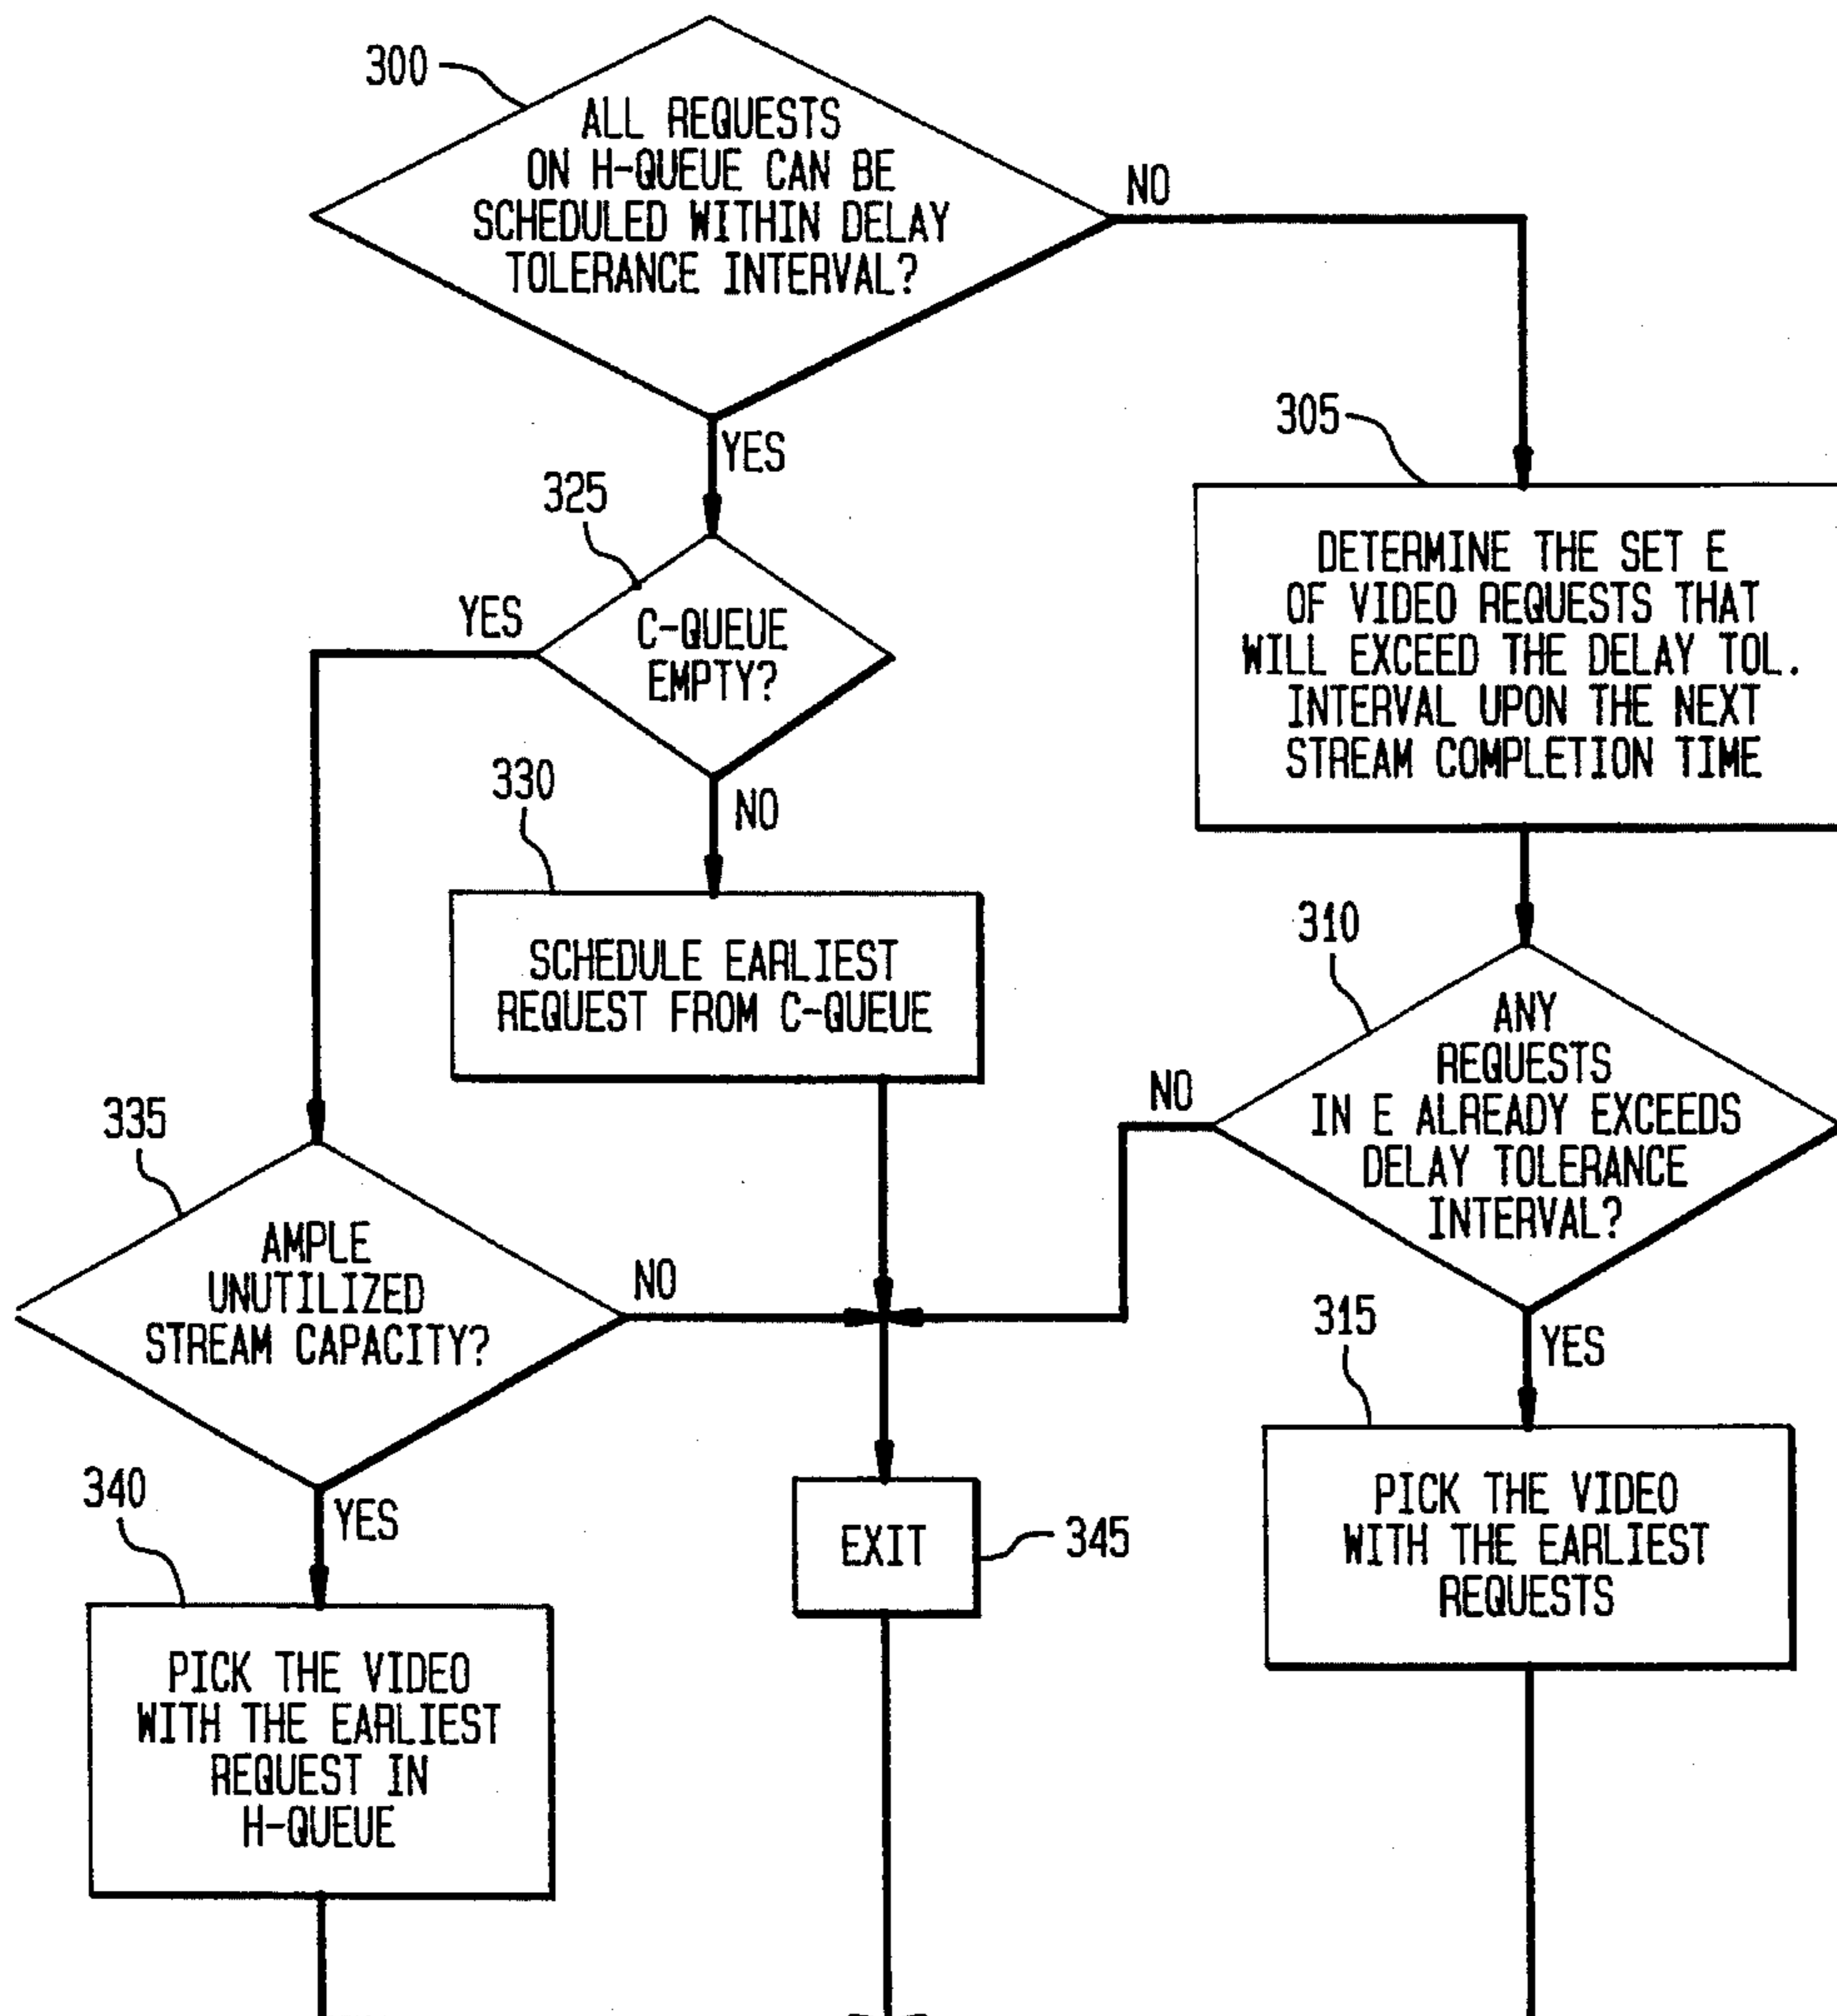 300
ALL REQUESTS
ON H-QUEUE CAN BE
SCHEDULED WITHIN DELAY
TOLERANCE INTERVAL?
NO
YES
305
DETERMINE THE SET E
OF VIDEO REQUESTS THAT
WILL EXCEED THE DELAY TOL.
INTERVAL UPON THE NEXT
STREAM COMPLETION TIME
325
YES
C-QUEUE
EMPTY?
NO
330
SCHEDULE EARLIEST
REQUEST FROM C-QUEUE
310
ANY
REQUESTS
IN E ALREADY EXCEEDS
DELAY TOLERANCE
INTERVAL?
NO
YES
335
AMPLE
UNUTILIZED
STREAM CAPACITY?
NO
YES
315
PICK THE VIDEO
WITH THE EARLIEST
REQUESTS
340
PICK THE VIDEO
WITH THE EARLIEST
REQUEST IN
H-QUEUE
EXIT
345